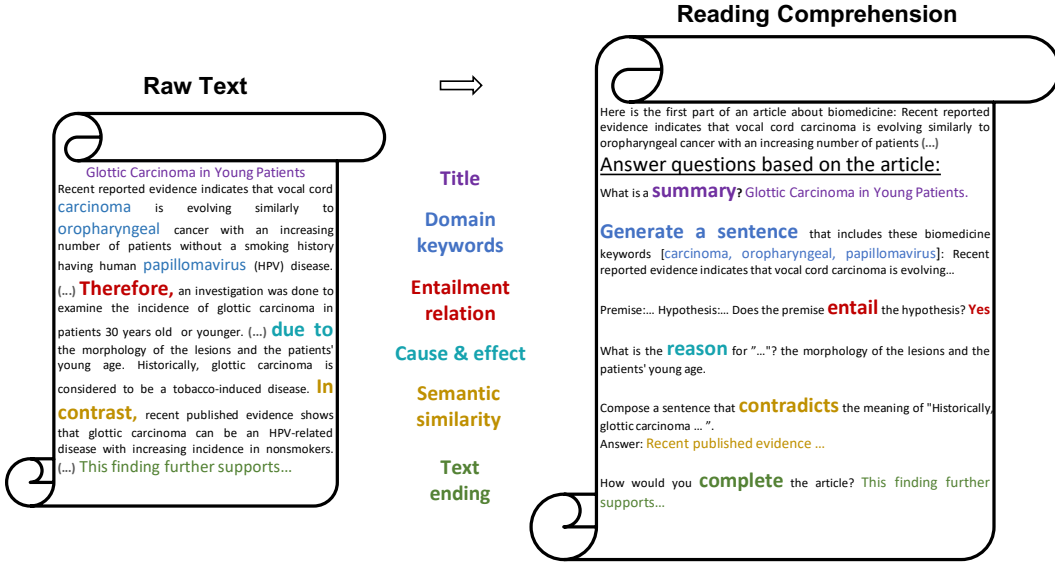 Reading Comprehension
Raw Text
Glottic Carcinoma in Young Patients
Recent reported evidence indicates that vocal cord
carcinoma is evolving similarly to
oropharyngeal cancer with an increasing
number of patients without a smoking history
having human papillomavirus (HPV) disease.
(...) Therefore, an investigation was done to
examine the incidence of glottic carcinoma in
patients 30 years old or younger. (...) due to
the morphology of the lesions and the patients'
young age. Historically, glottic carcinoma is
considered to be a tobacco-induced disease. In
contrast, recent published evidence shows
that glottic carcinoma can be an HPV-related
disease with increasing incidence in nonsmokers.
(...) This finding further supports...
Title
Domain
keywords
Entailment
relation
Cause & effect
Semantic
similarity
Text
ending
Here is the first part of an article about biomedicine: Recent reported
evidence indicates that vocal cord carcinoma is evolving similarly to
oropharyngeal cancer with an increasing number of patients (...)
Answer questions based on the article:
What is a summary? Glottic Carcinoma in Young Patients.
Generate a sentence that includes these biomedicine
keywords [carcinoma, oropharyngeal, papillomavirus]: Recent
reported evidence indicates that vocal cord carcinoma is evolving...
Premise:... Hypothesis:... Does the premise entail the hypothesis? Yes
What is the reason for "..."? the morphology of the lesions and the
patients' young age.
Compose a sentence that contradicts the meaning of "Historically,
glottic carcinoma ... ".
Answer: Recent published evidence ...
How would you complete the article? This finding further
supports...